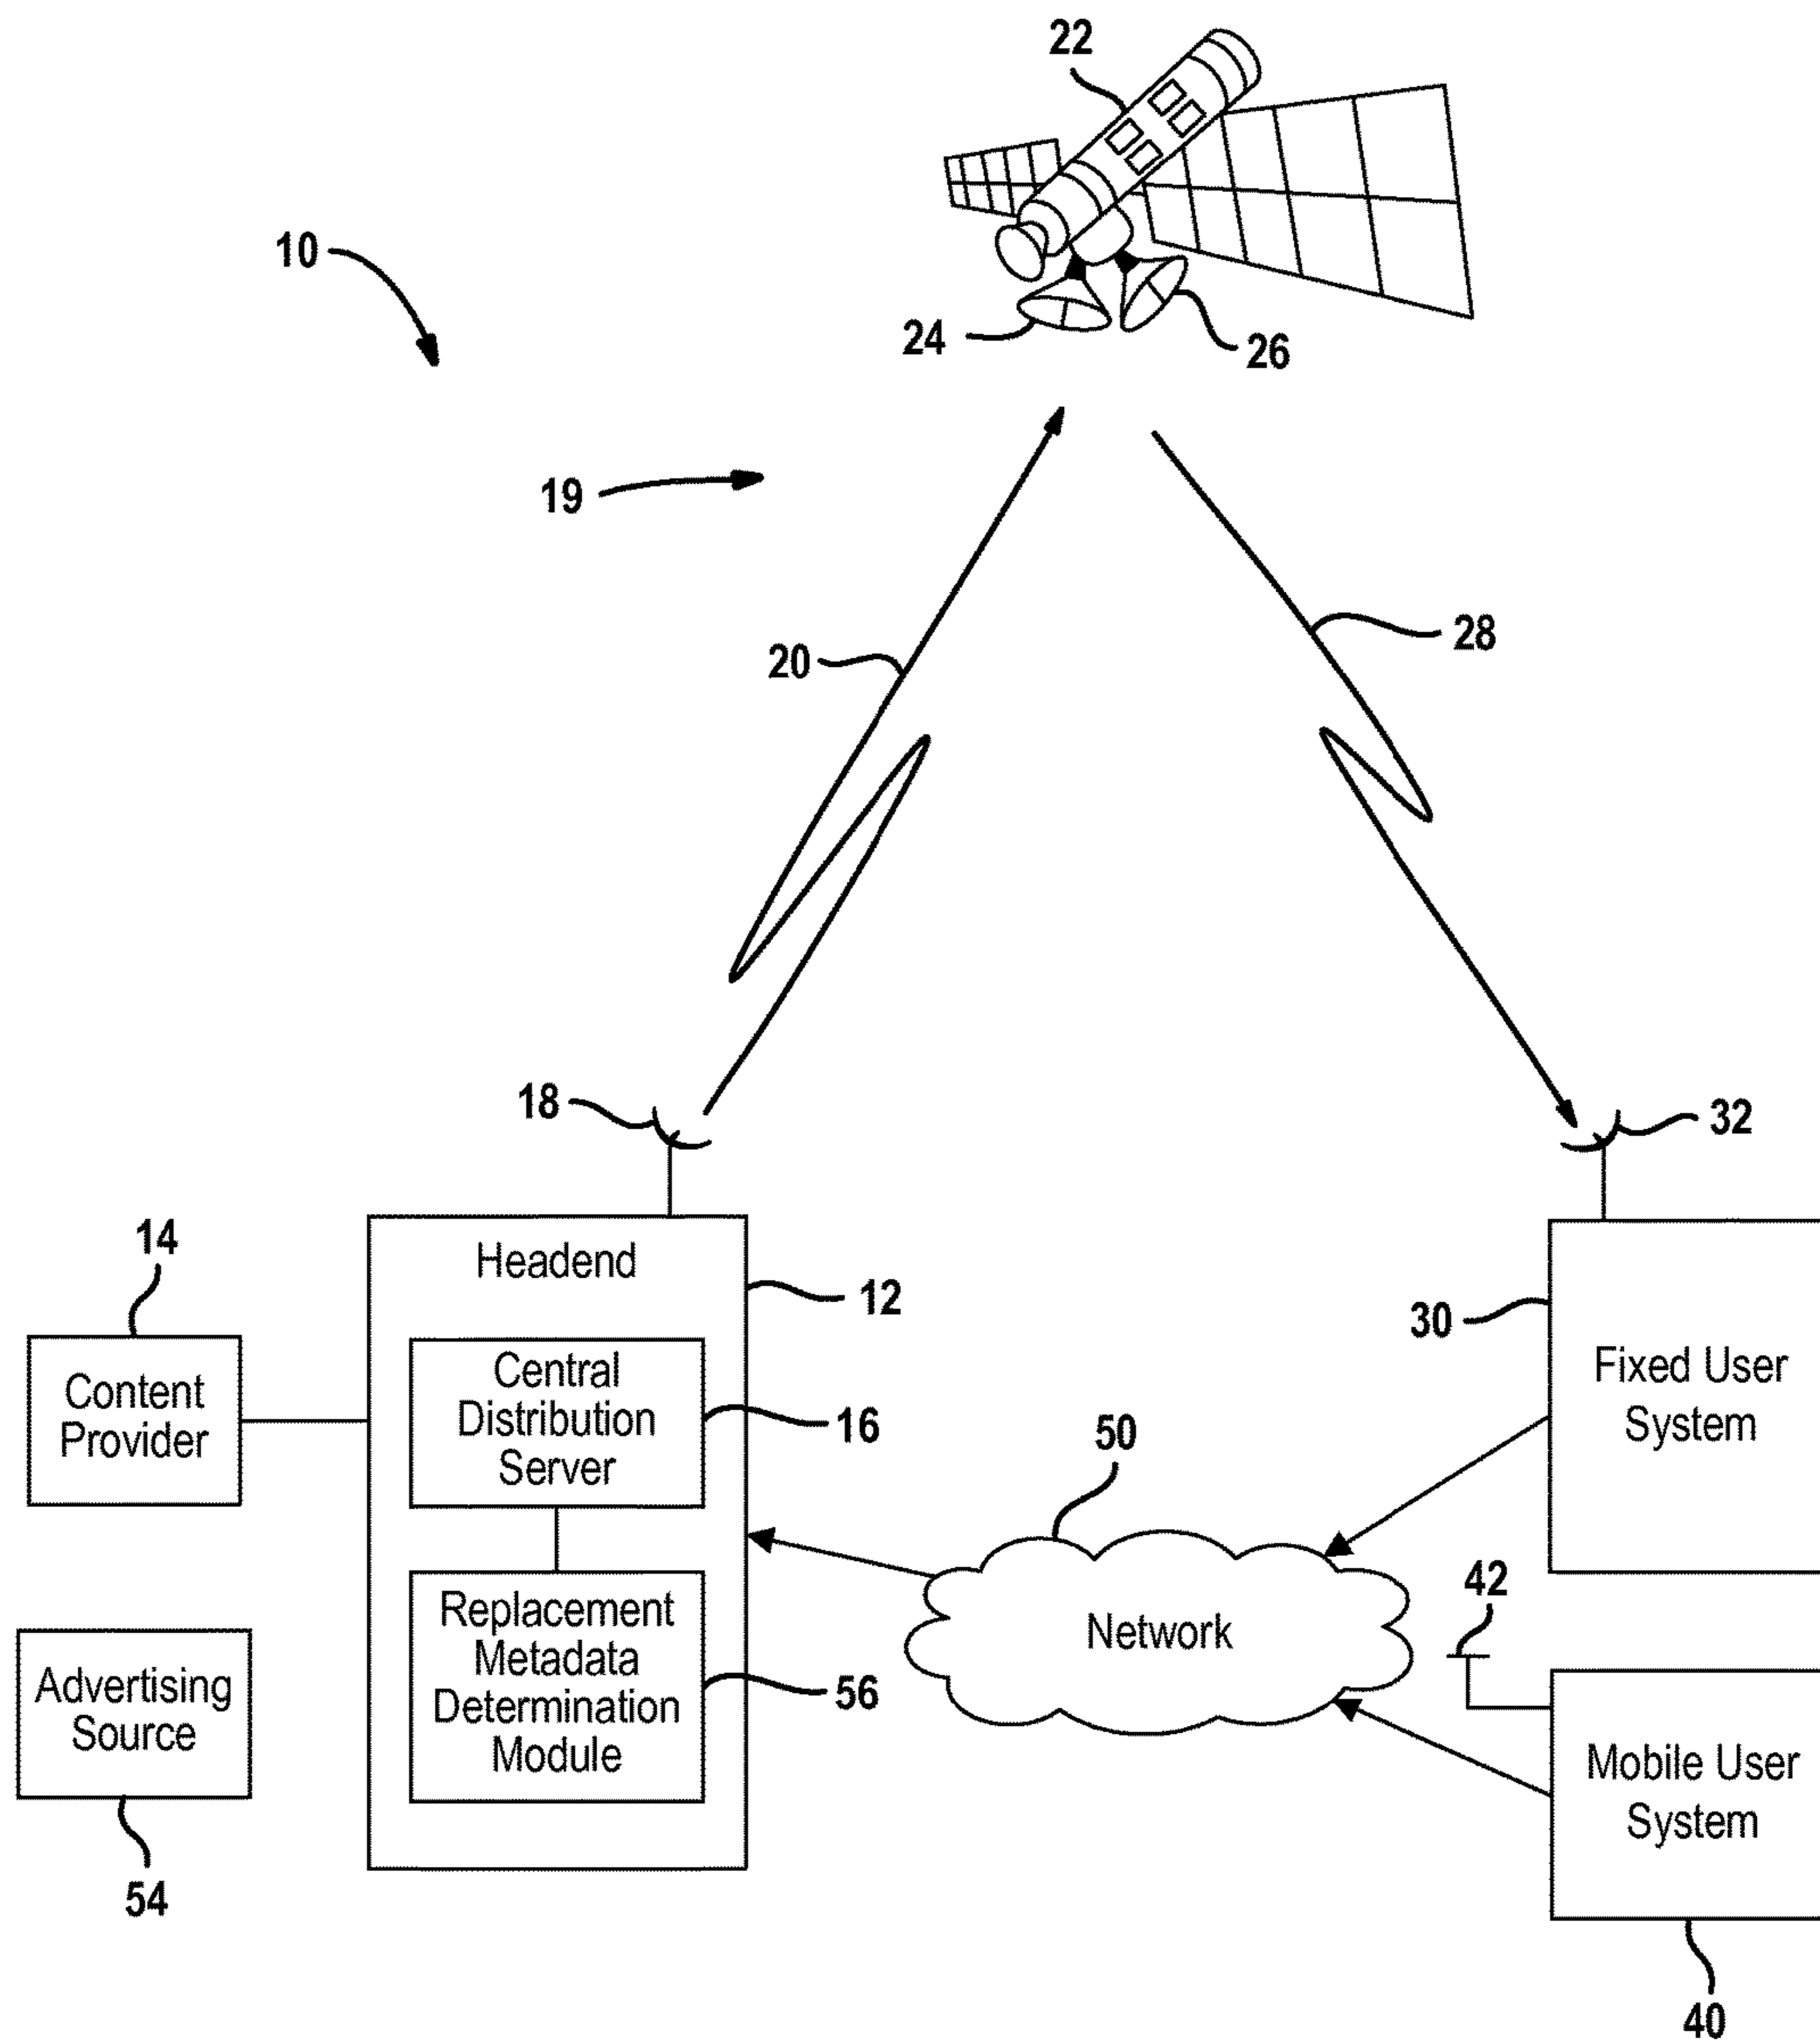 22
10
24
26
19
20
28
18
32
14
Headend
12
30
Content
Provider
Central
Distribution
Server
16
Fixed User
System
50
42
Replacement
Metadata
Determination
Module
56
Network
Advertising
Source
Mobile User
System
54
40